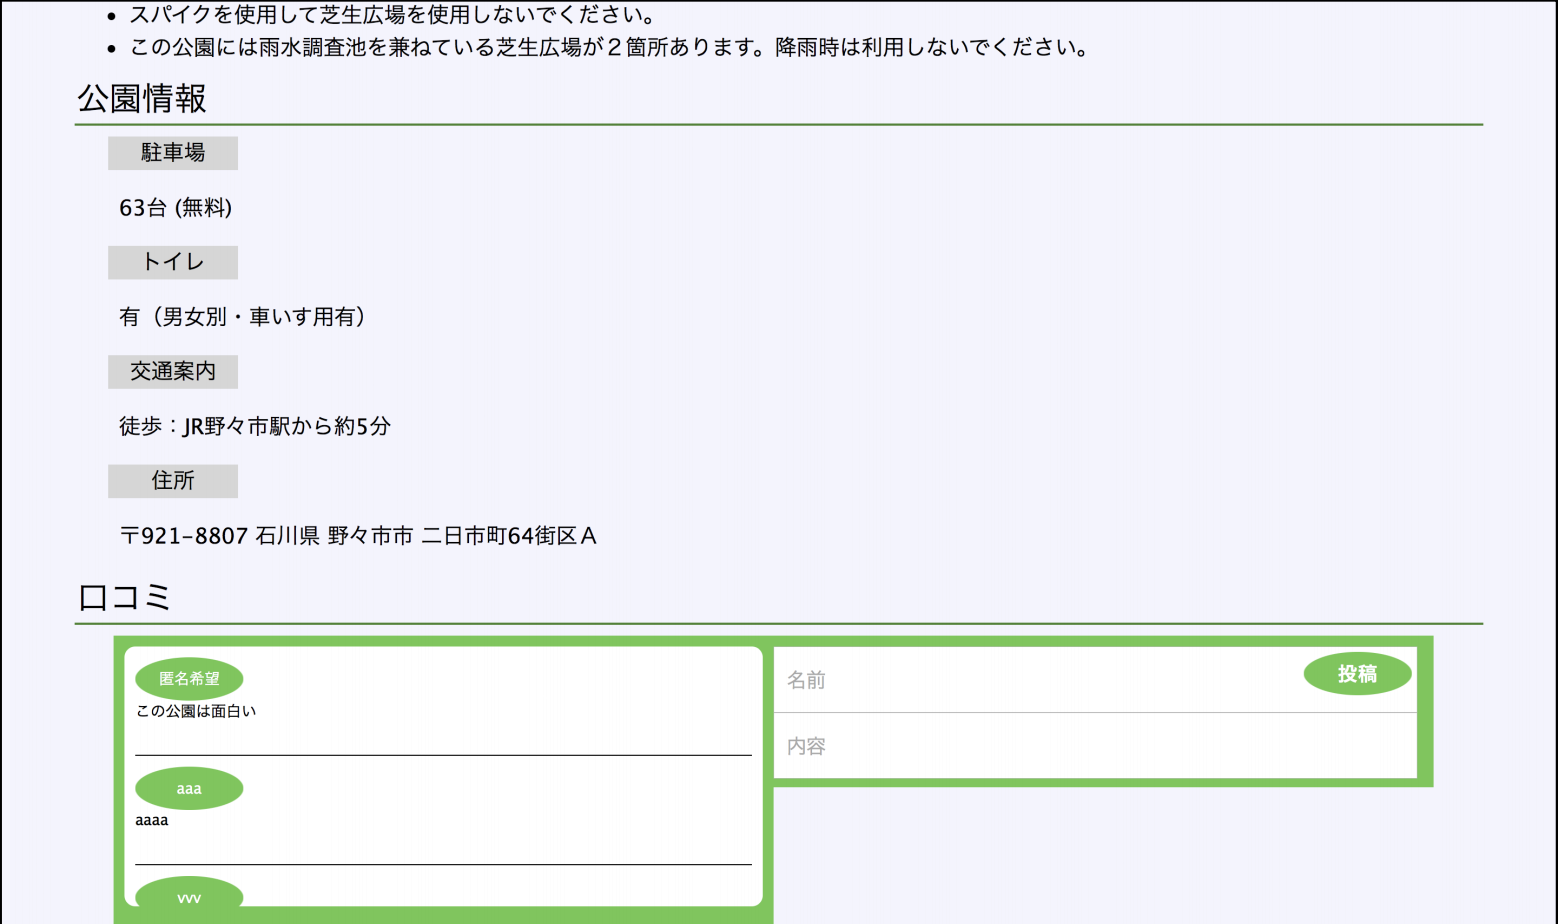 スパイクを使用して芝生広場を使用しないでください。
この公園には雨水調査池を兼ねている芝生広場が２箇所あります。降雨時は利用しないでください。
公園情報
駐車場
63台 (無料)
トイレ
有（男女別・車いす用有）
交通案内
徒歩：JR野々市駅から約5分
住所
〒921-8807 石川県 野々市市 二日市町64街区Ａ
口コミ
匿名希望
この公園は面白い
aaa
aaaa
vvv
名前
投稿
内容